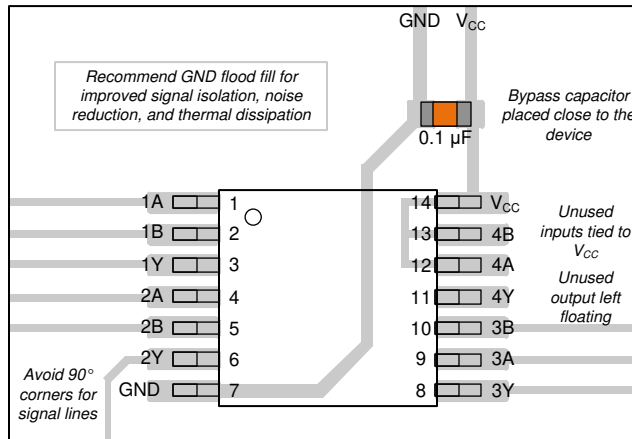 GND VCC
Recommend GND flood fill for
improved signal isolation, noise
reduction, and thermal dissipation
Bypass capacitor
placed close to the
device
0.1 µF
1A 1 14 VCC
1B 2 13 4B
1Y 3 12 4A
2A 4 11 4Y
2B 5 10 3B
2Y 6 9 3A
GND 7 8 3Y
Unused
inputs tied to
VCC
Unused
output left
floating
Avoid 90°
corners for
signal lines